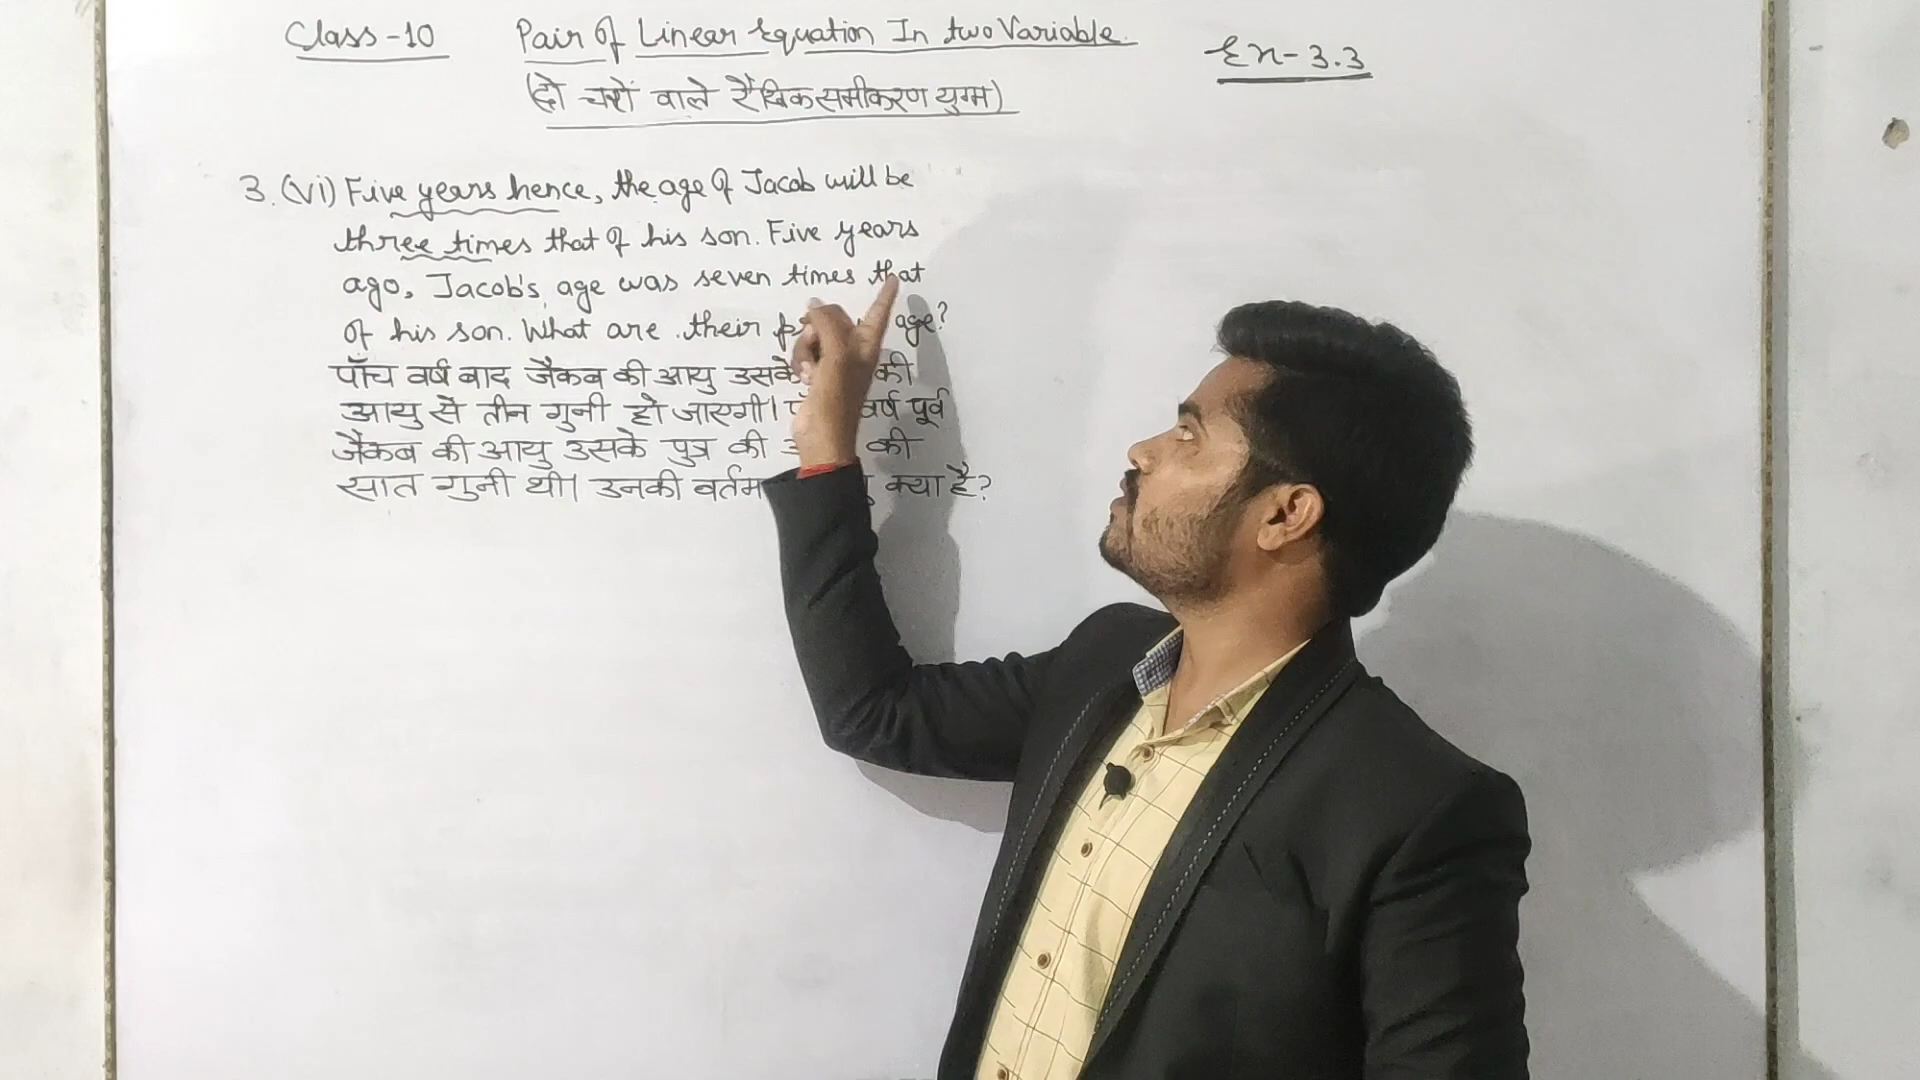 Class-10 Pair Of Linear Equation In two Variable. Ex-3.3
(दो चरों वाले रैखिक समीकरण युग्म)
3. (vi) Five years hence, the age of Jacob will be
three times that of his son. Five years
ago, Jacob's age was seven times that
of his son. What are their age?
पाँच वर्ष बाद जैकब की आयु उसके की
आयु से तीन गुनी हो जाएगी। वर्ष पूर्व
जैकब की आयु उसके पुत्र की की
सात गुनी थी। उनकी क्या है?